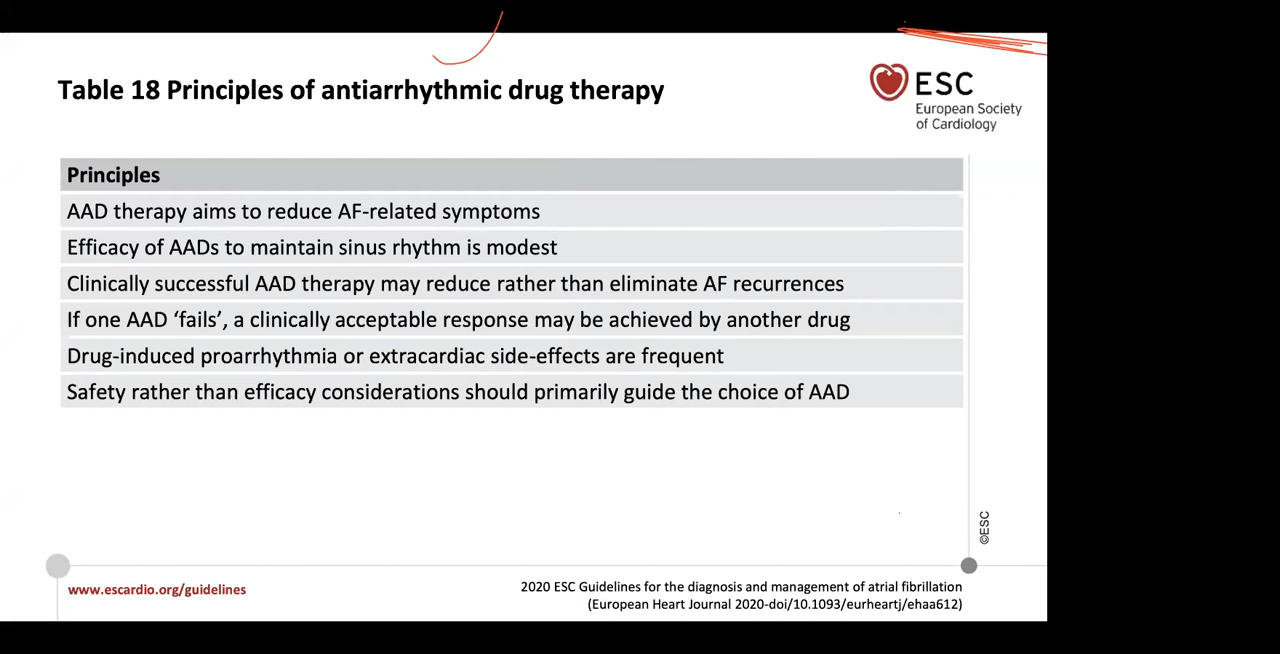 Table 18 Principles of antiarrhythmic drug therapy
ESC
European Society
of Cardiology
Principles
AAD therapy aims to reduce AF-related symptoms
Efficacy of AADs to maintain sinus rhythm is modest
Clinically successful AAD therapy may reduce rather than eliminate AF recurrences
If one AAD ‘fails’, a clinically acceptable response may be achieved by another drug
Drug-induced proarrhythmia or extracardiac side-effects are frequent
Safety rather than efficacy considerations should primarily guide the choice of AAD
©ESC
www.escardio.org/guidelines
2020 ESC Guidelines for the diagnosis and management of atrial fibrillation
(European Heart Journal 2020-doi/10.1093/eurheartj/ehaa612)